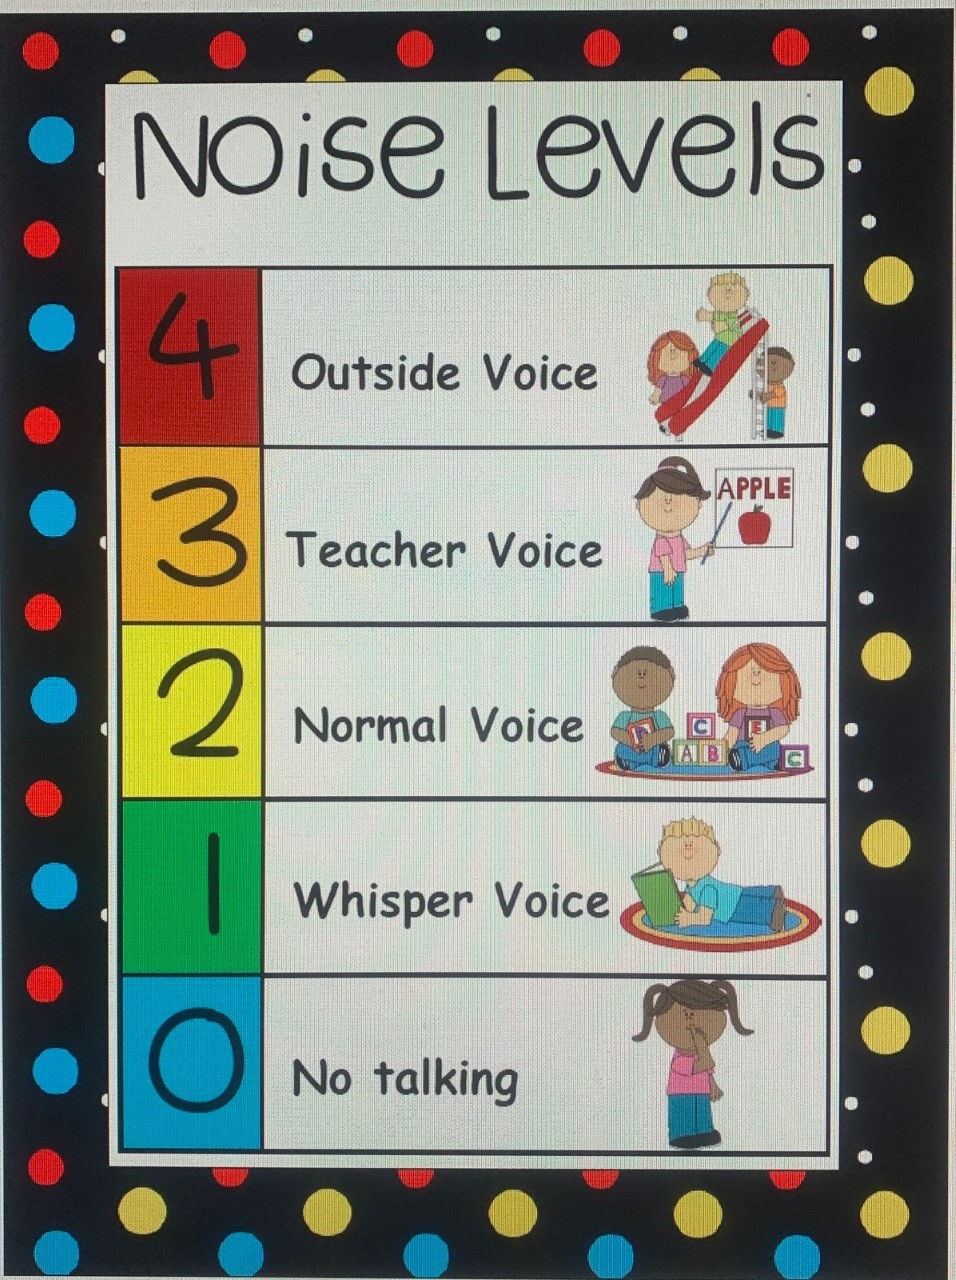 Noise Levels
4 Outside Voice
3 Teacher Voice
APPLE
2 Normal Voice
C E
A B C
1 Whisper Voice
0 No talking